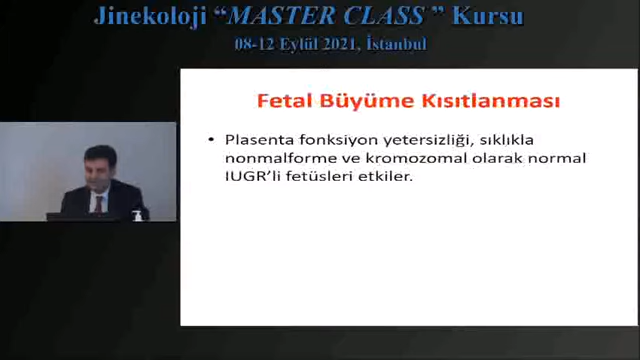 Jinekoloji “MASTER CLASS ” Kursu
08-12 Eylül 2021, İstanbul
Fetal Büyüme Kısıtlanması
• Plasenta fonksiyon yetersizliği, sıklıkla
nonmalforme ve kromozomal olarak normal
IUGR’li fetüsleri etkiler.